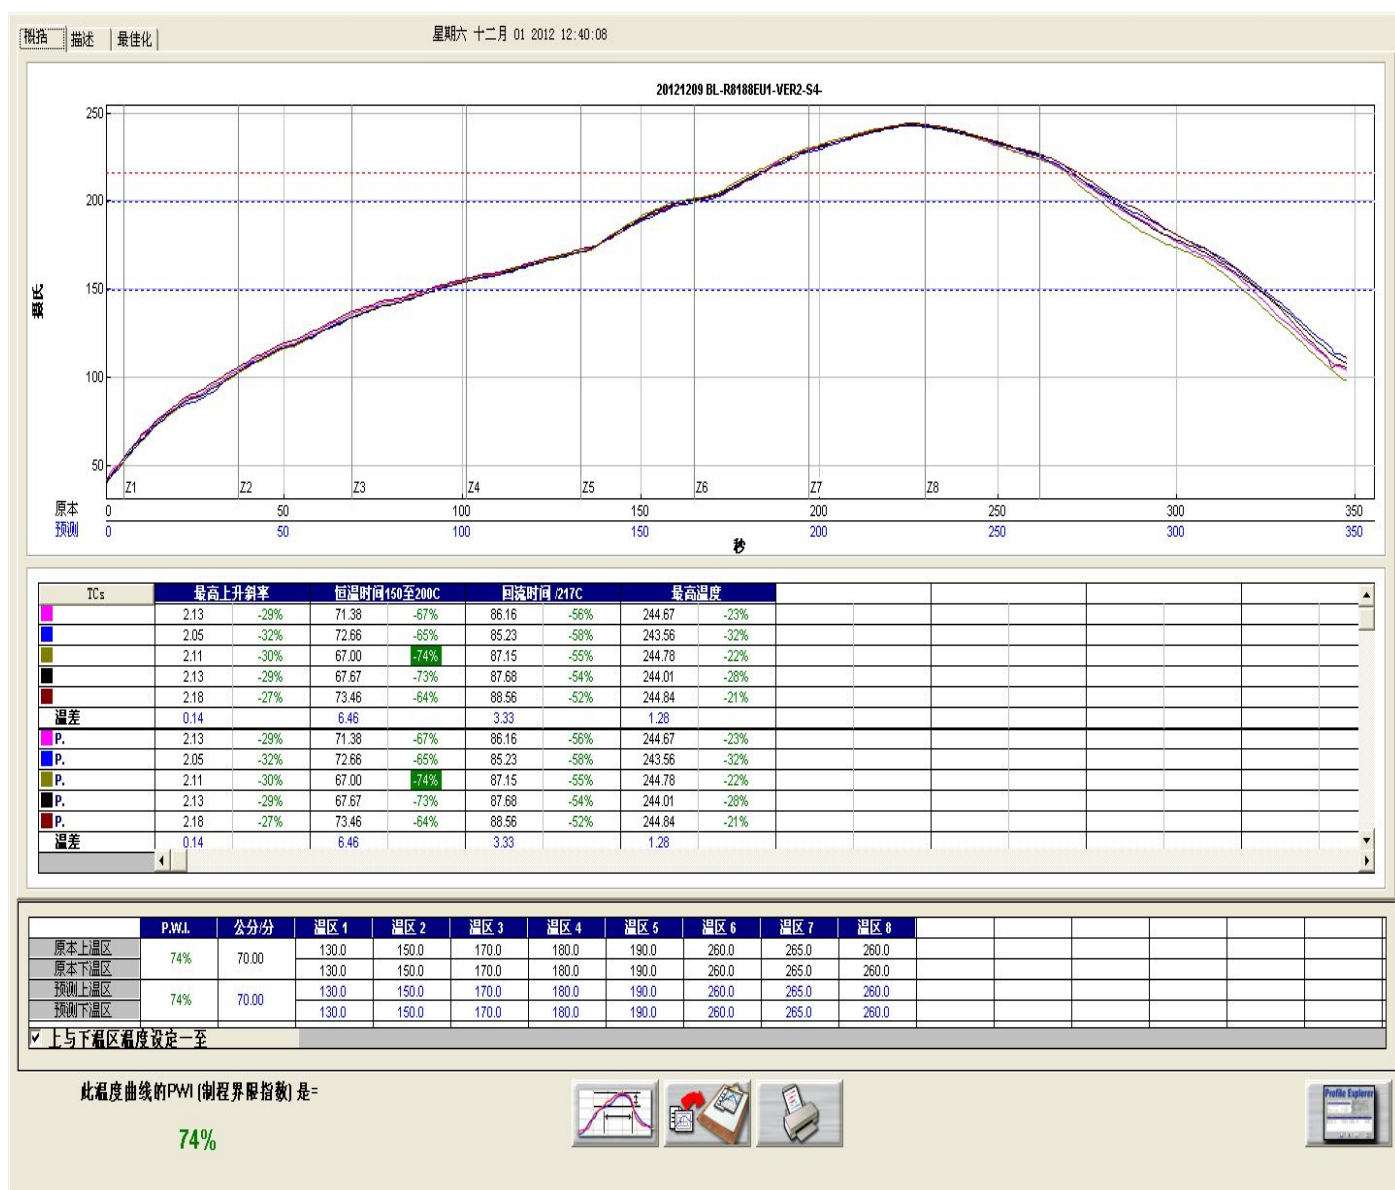 概括 描述 最佳化
星期六 十二月 01 2012 12:40:08
20121209 BL-R8188EU1-VER2-S4-
250
200
150
100
50
摄氏
Z1 Z2 Z3 Z4 Z5 Z6 Z7 Z8
原本 0 50 100 150 200 250 300 350
预测 0 50 100 150 200 250 300 350
秒
TCs 最高上升斜率 恒温时间150至200C 回流时间 /217C 最高温度
2.13 -29% 71.38 -67% 86.16 -56% 244.67 -23%
2.05 -32% 72.66 -65% 85.23 -58% 243.56 -32%
2.11 -30% 67.00 -74% 87.15 -55% 244.78 -22%
2.13 -29% 67.67 -73% 87.68 -54% 244.01 -28%
2.18 -27% 73.46 -64% 88.56 -52% 244.84 -21%
温差 0.14 6.46 3.33 1.28
P. 2.13 -29% 71.38 -67% 86.16 -56% 244.67 -23%
P. 2.05 -32% 72.66 -65% 85.23 -58% 243.56 -32%
P. 2.11 -30% 67.00 -74% 87.15 -55% 244.78 -22%
P. 2.13 -29% 67.67 -73% 87.68 -54% 244.01 -28%
P. 2.18 -27% 73.46 -64% 88.56 -52% 244.84 -21%
温差 0.14 6.46 3.33 1.28
P.W.I. 公分/分 温区 1 温区 2 温区 3 温区 4 温区 5 温区 6 温区 7 温区 8
原本上温区 74% 70.00 130.0 150.0 170.0 180.0 190.0 260.0 265.0 260.0
原本下温区 130.0 150.0 170.0 180.0 190.0 260.0 265.0 260.0
预测上温区 74% 70.00 130.0 150.0 170.0 180.0 190.0 260.0 265.0 260.0
预测下温区 130.0 150.0 170.0 180.0 190.0 260.0 265.0 260.0
上与下温区温度设定一至
此温度曲线的PWI (制程界限指数) 是=
74%
Profile Explorer